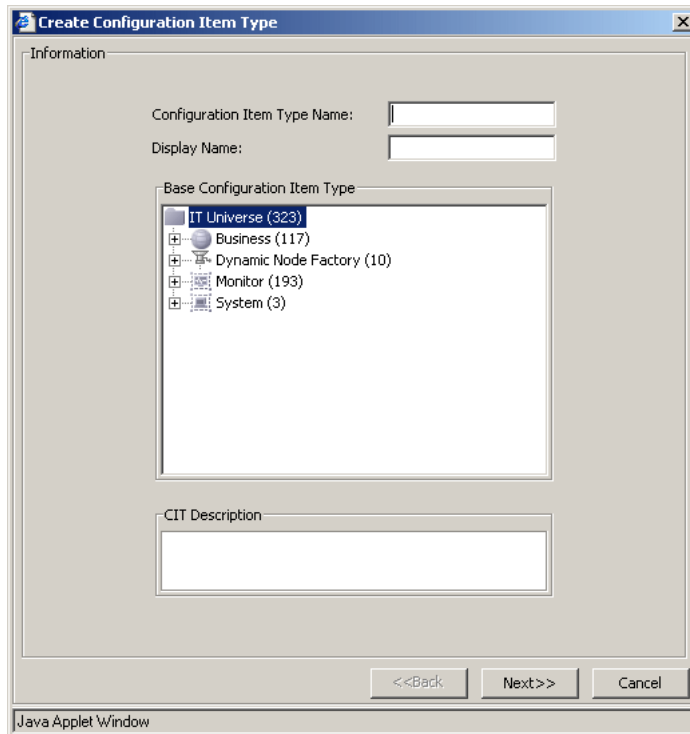 Create Configuration Item Type
Information
Configuration Item Type Name:
Display Name:
Base Configuration Item Type
IT Universe (323)
Business (117)
Dynamic Node Factory (10)
Monitor (193)
System (3)
CIT Description
<<Back Next>> Cancel
Java Applet Window